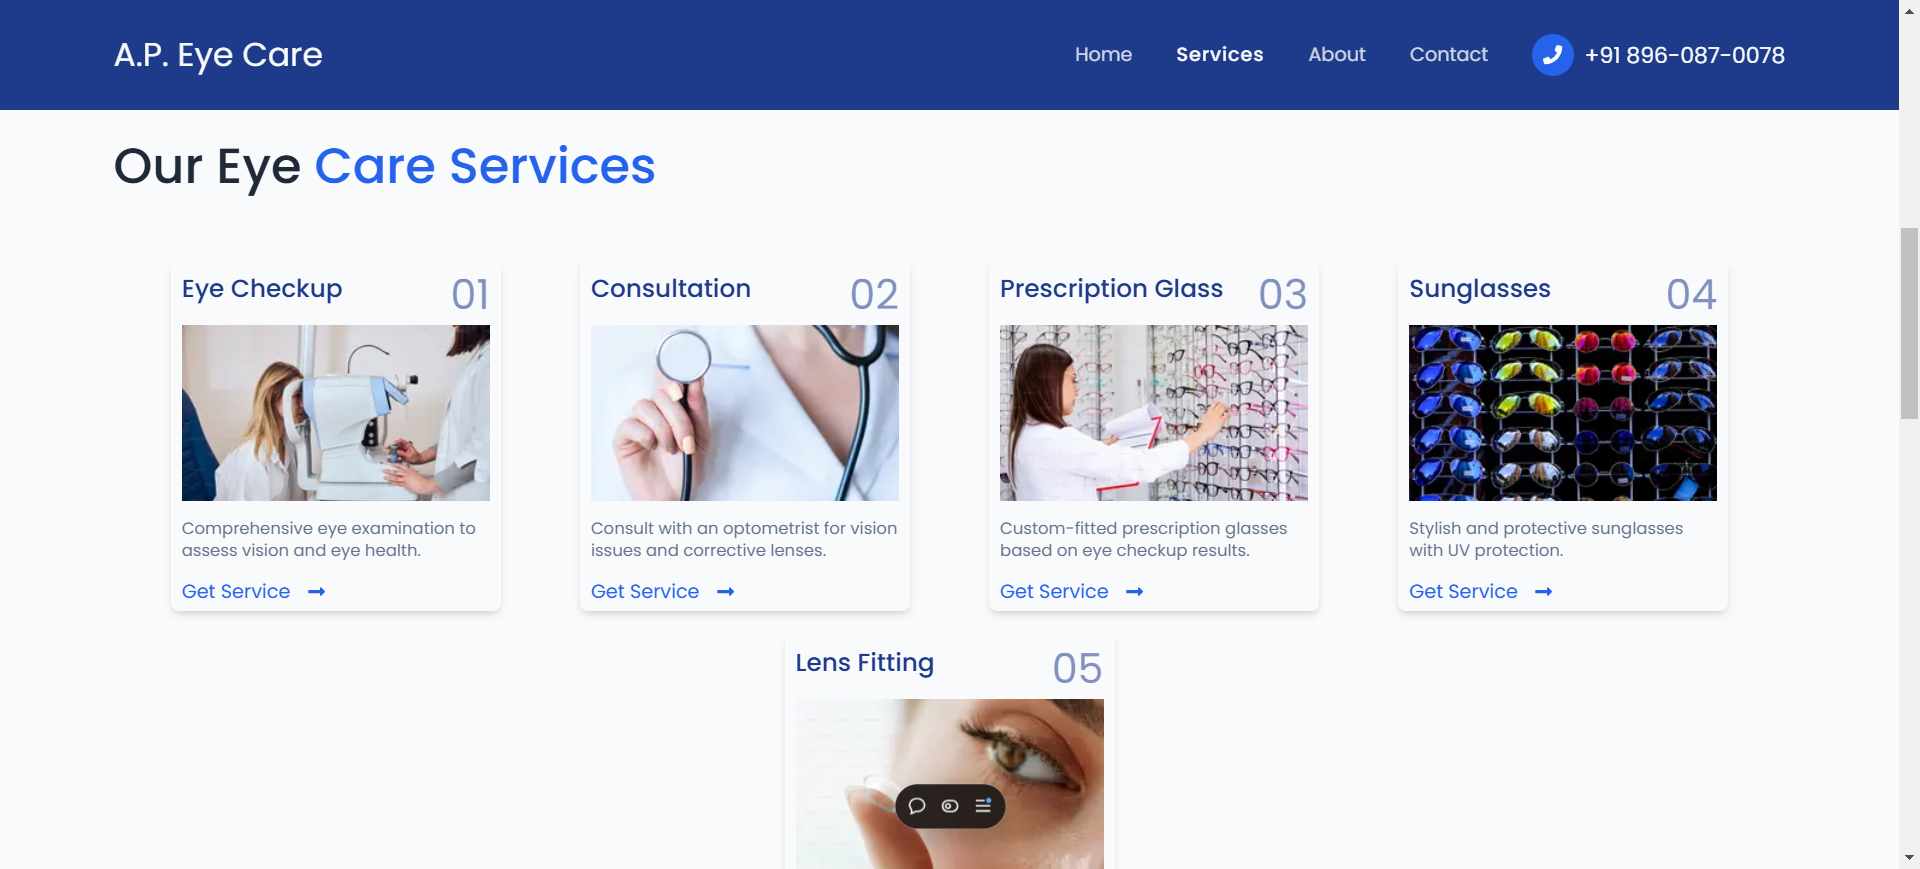 A.P. Eye Care
Home
Services
About
Contact
+91 896-087-0078
Our Eye Care Services
Eye Checkup
01
Comprehensive eye examination to
assess vision and eye health.
Get Service
Consultation
02
Consult with an optometrist for vision
issues and corrective lenses.
Get Service
Prescription Glass
03
Custom-fitted prescription glasses
based on eye checkup results.
Get Service
Sunglasses
04
Stylish and protective sunglasses
with UV protection.
Get Service
Lens Fitting
05